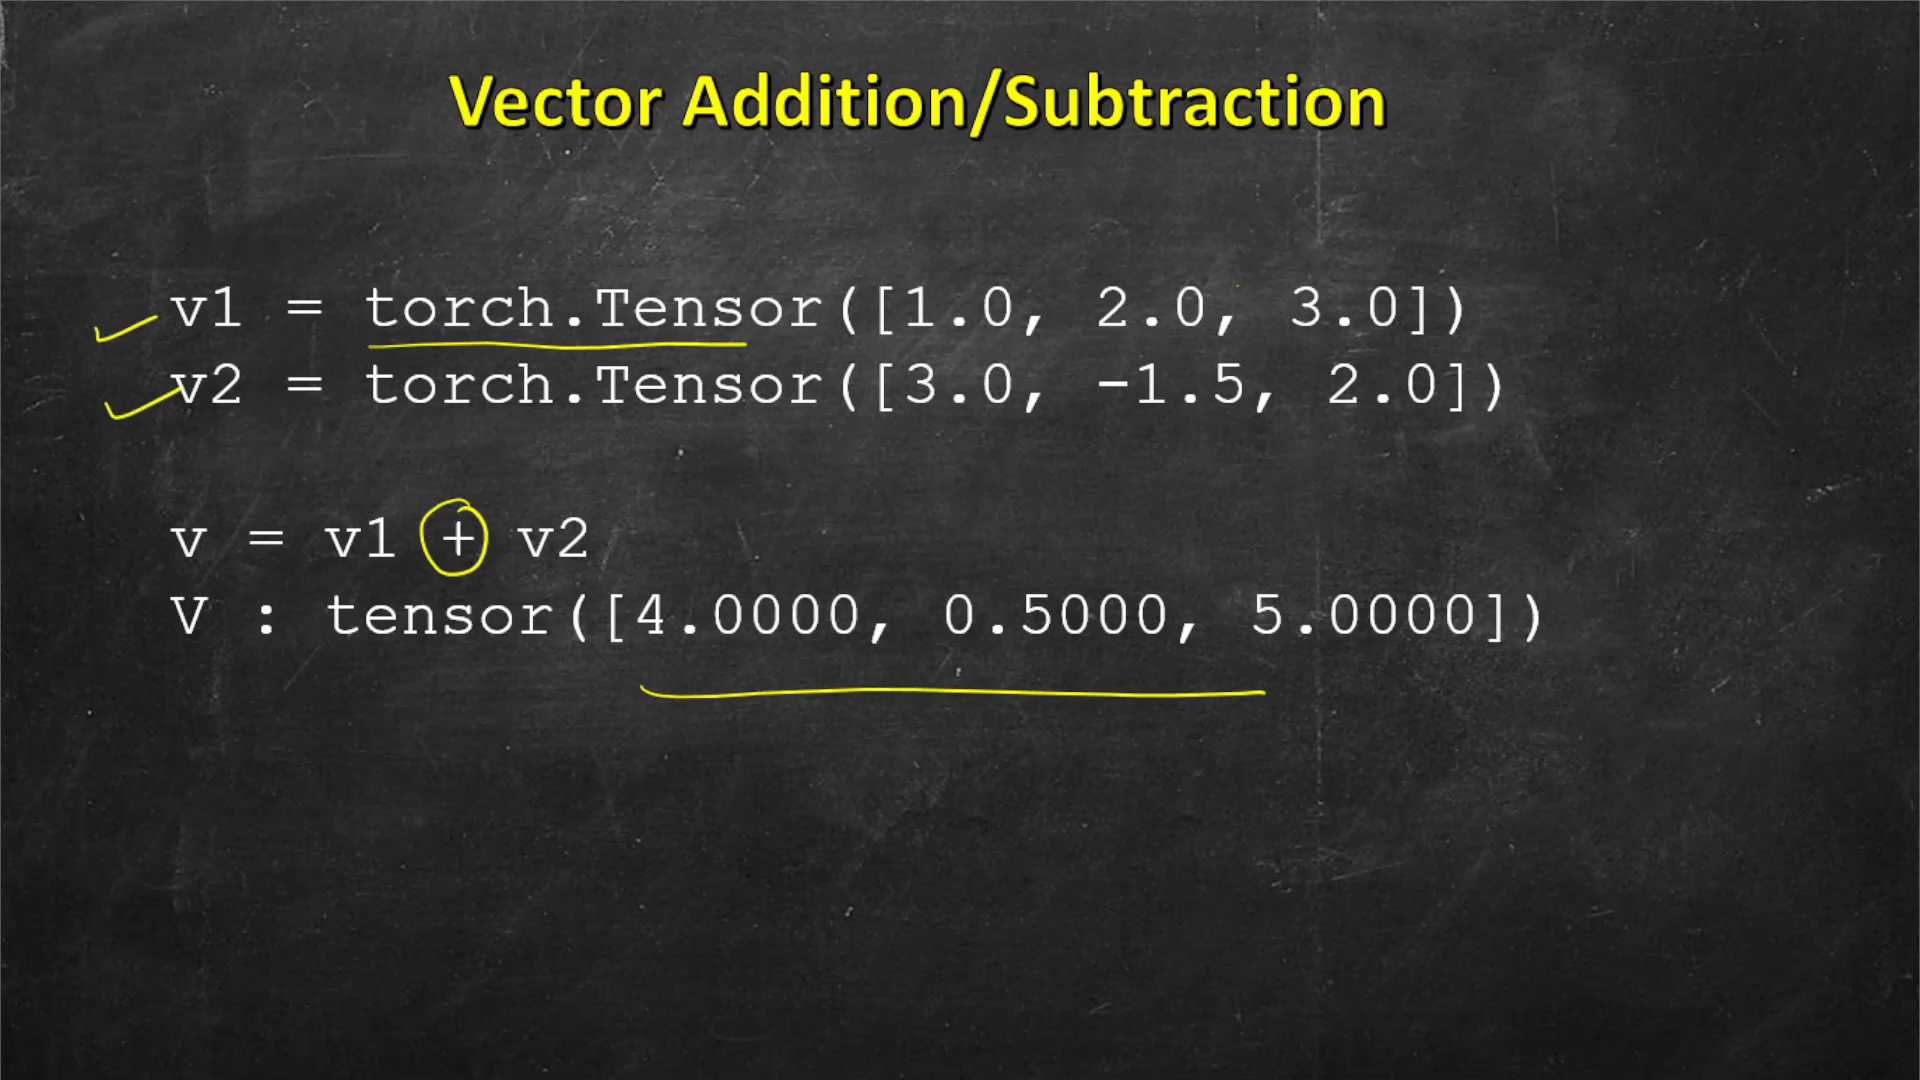 Vector Addition/Subtraction
v1 = torch.Tensor([1.0, 2.0, 3.0])
v2 = torch.Tensor([3.0, -1.5, 2.0])
v = v1 + v2
V : tensor([4.0000, 0.5000, 5.0000])